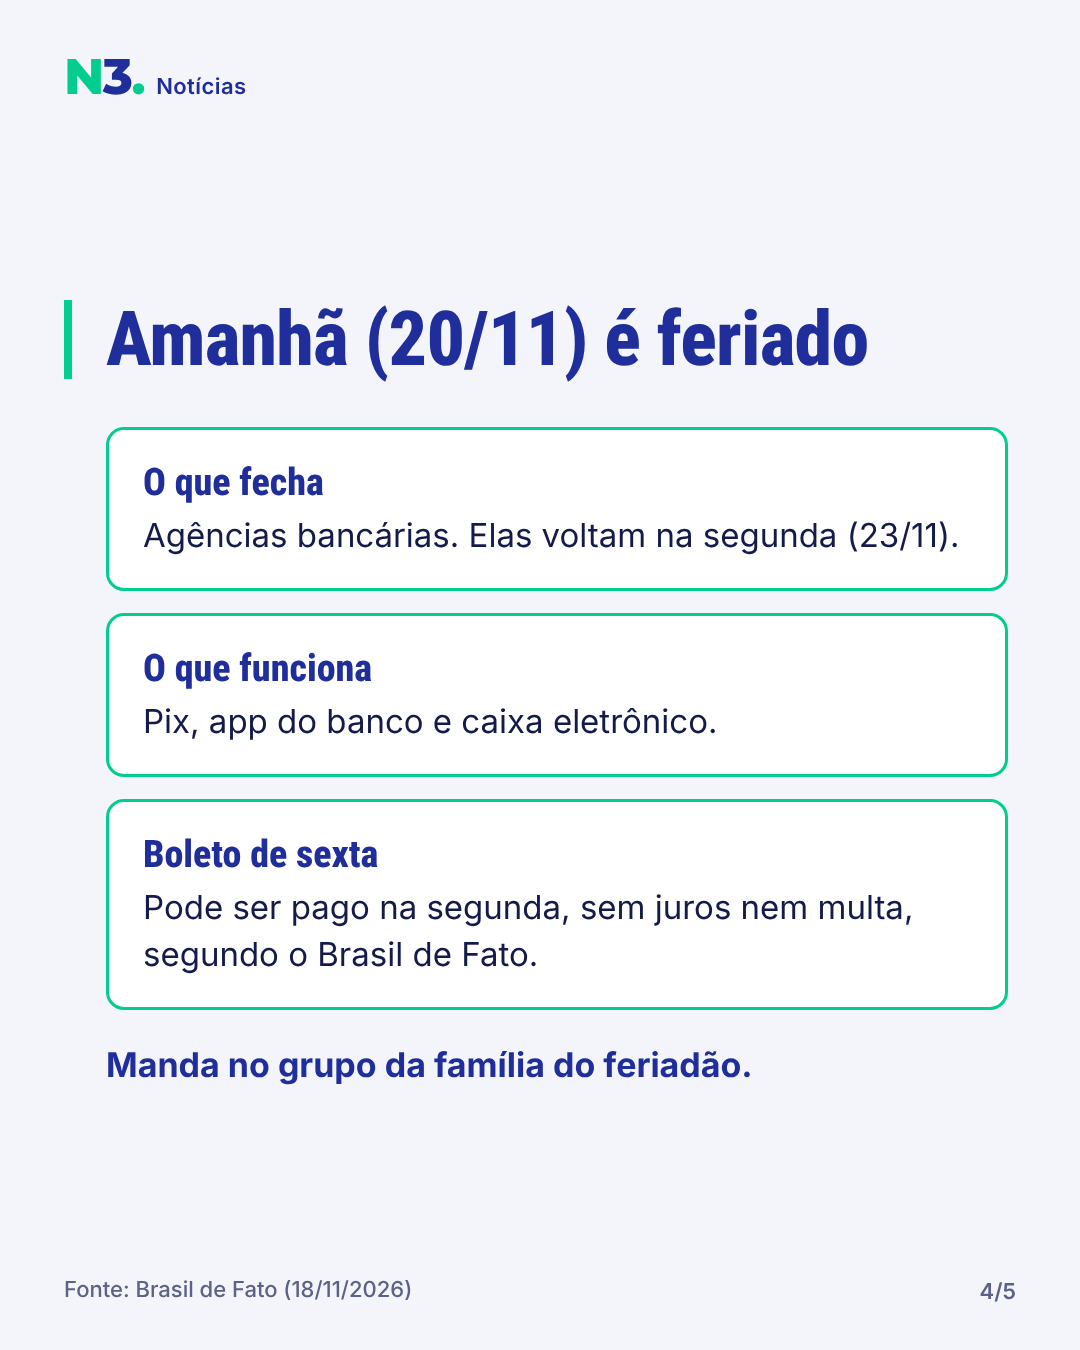 N3. Notícias
Amanhã (20/11) é feriado
O que fecha
Agências bancárias. Elas voltam na segunda (23/11).
O que funciona
Pix, app do banco e caixa eletrônico.
Boleto de sexta
Pode ser pago na segunda, sem juros nem multa,
segundo o Brasil de Fato.
Manda no grupo da família do feriadão.
Fonte: Brasil de Fato (18/11/2026)
4/5